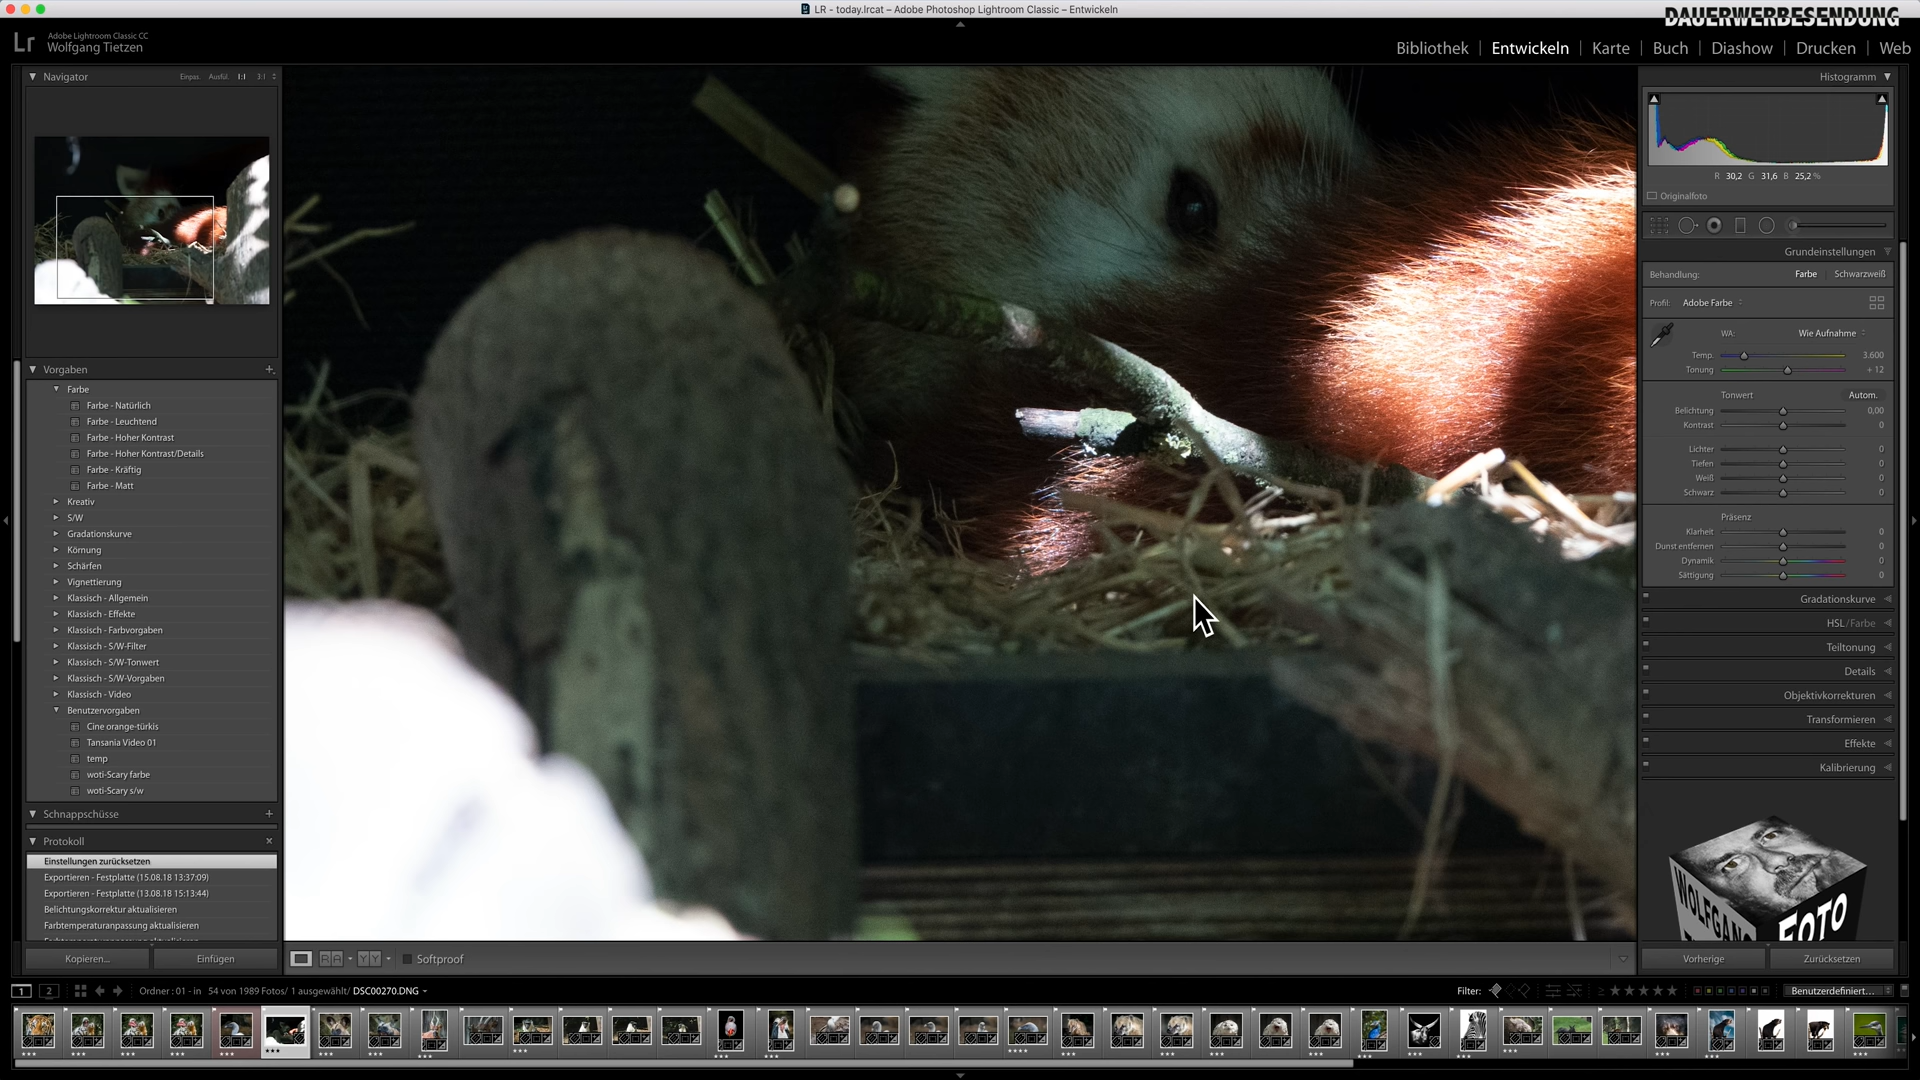 LR - today.lrcat – Adobe Photoshop Lightroom Classic – Entwickeln
DAUERWERBESENDUNG
Lr
Adobe Lightroom Classic CC
Wolfgang Tietzen
Bibliothek | Entwickeln | Karte | Buch | Diashow | Drucken | Web
Navigator Einpas. Ausfül. 1:1 3:1
Vorgaben +
Farbe
Farbe - Natürlich
Farbe - Leuchtend
Farbe - Hoher Kontrast
Farbe - Hoher Kontrast/Details
Farbe - Kräftig
Farbe - Matt
Kreativ
S/W
Gradationskurve
Körnung
Schärfen
Vignettierung
Klassisch - Allgemein
Klassisch - Effekte
Klassisch - Farbvorgaben
Klassisch - S/W-Filter
Klassisch - S/W-Tonwert
Klassisch - S/W-Vorgaben
Klassisch - Video
Benutzervorgaben
Cine orange-türkis
Tansania Video 01
temp
woti-Scary farbe
woti-Scary s/w
Schnappschüsse +
Protokoll ×
Einstellungen zurücksetzen
Exportieren - Festplatte (15.08.18 13:37:09)
Exportieren - Festplatte (13.08.18 15:13:44)
Belichtungskorrektur aktualisieren
Farbtemperaturanpassung aktualisieren
Kopieren... Einfügen
Softproof
Histogramm
R 30,2 G 31,6 B 25,2 %
Originalfoto
Grundeinstellungen
Behandlung: Farbe | Schwarzweiß
Profil: Adobe Farbe
WA: Wie Aufnahme
Temp. 3.600
Tonung + 12
Tonwert Autom.
Belichtung 0,00
Kontrast 0
Lichter 0
Tiefen 0
Weiß 0
Schwarz 0
Präsenz
Klarheit 0
Dunst entfernen 0
Dynamik 0
Sättigung 0
Gradationskurve
HSL / Farbe
Teiltonung
Details
Objektivkorrekturen
Transformieren
Effekte
Kalibrierung
WOLFGANG
FOTO
Vorherige Zurücksetzen
1 2 Ordner : 01 - in 54 von 1989 Fotos/ 1 ausgewählt/ DSC00270.DNG
Filter: ≥ ★★★★★ Benutzerdefiniert...